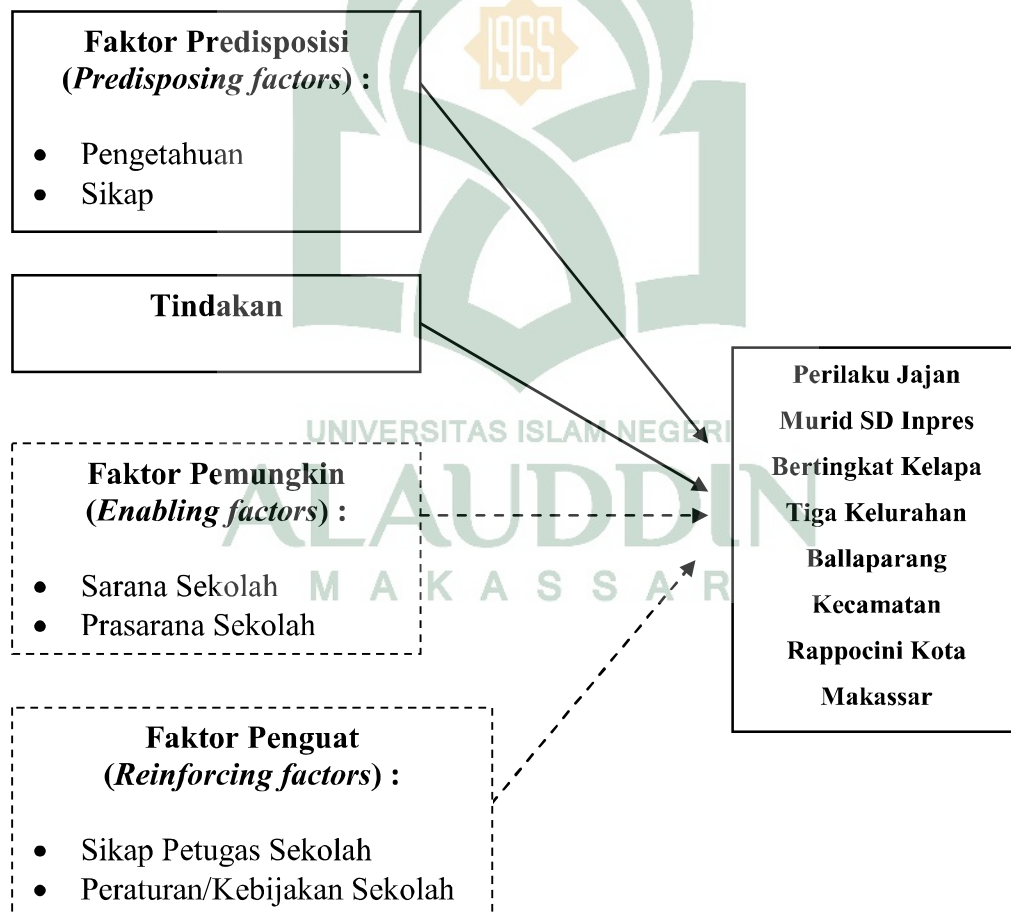 1965
Faktor Predisposisi
(Predisposing factors) :
• Pengetahuan
• Sikap
Tindakan
Faktor Pemungkin
(Enabling factors) :
• Sarana Sekolah
• Prasarana Sekolah
Faktor Penguat
(Reinforcing factors) :
• Sikap Petugas Sekolah
• Peraturan/Kebijakan Sekolah
Perilaku Jajan
Murid SD Inpres
Bertingkat Kelapa
Tiga Kelurahan
Ballaparang
Kecamatan
Rappocini Kota
Makassar
UNIVERSITAS ISLAM NEGERI
ALAUDDIN
MAKASSAR